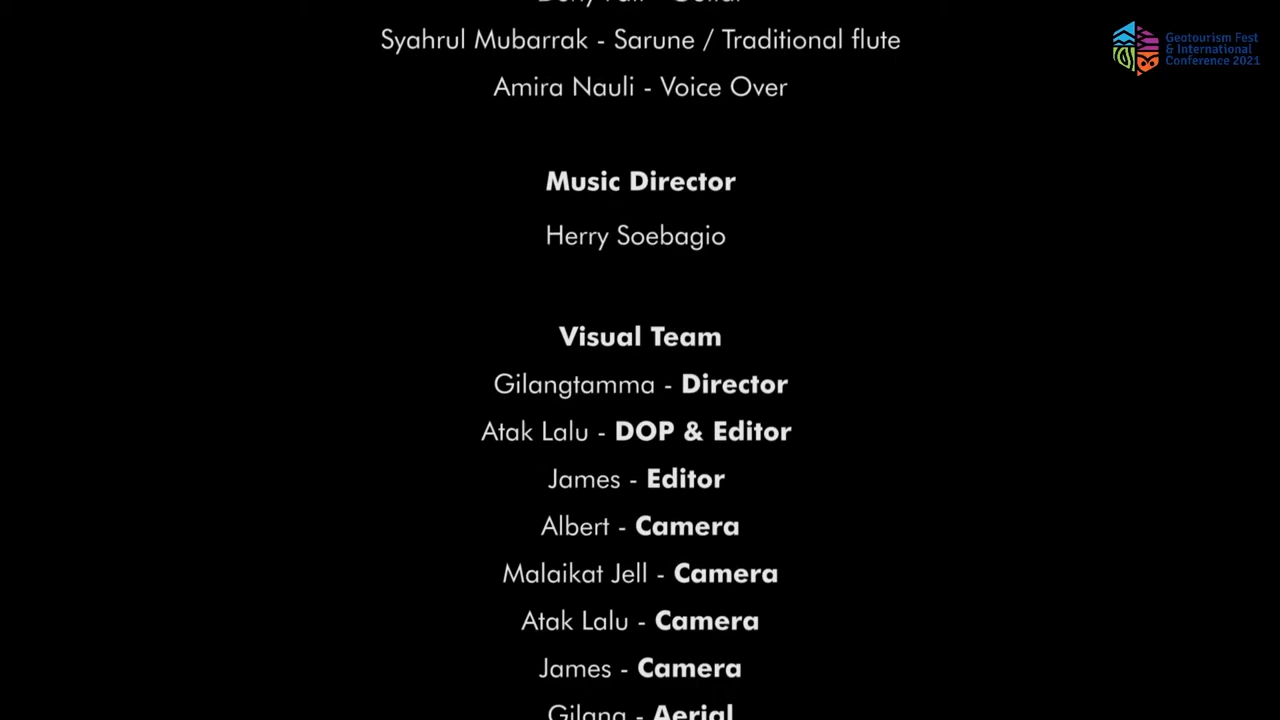 Syahrul Mubarrak - Sarune / Traditional flute
Amira Nauli - Voice Over
Music Director
Herry Soebagio
Visual Team
Gilangtamma - Director
Atak Lalu - DOP & Editor
James - Editor
Albert - Camera
Malaikat Jell - Camera
Atak Lalu - Camera
James - Camera
Gilang - Aerial
Geotourism Fest
& International
Conference 2021